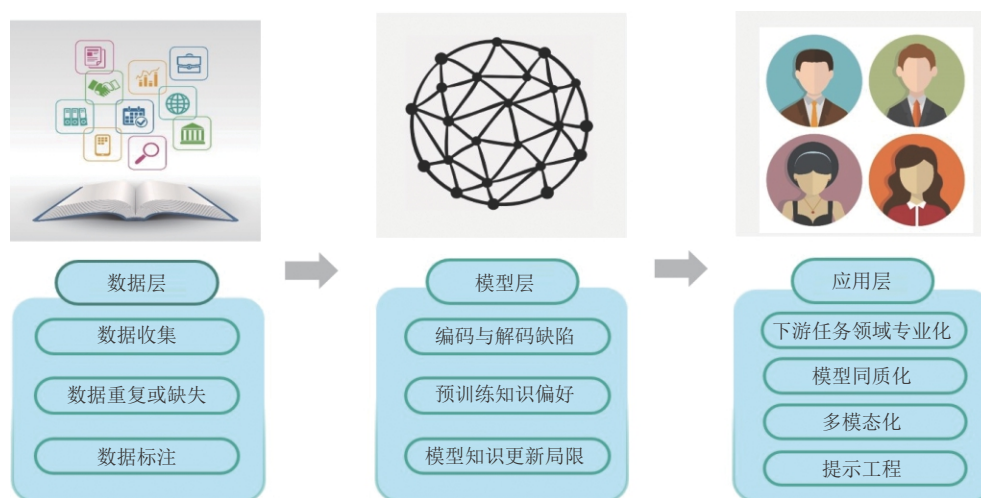 数据层
数据收集
数据重复或缺失
数据标注
模型层
编码与解码缺陷
预训练知识偏好
模型知识更新局限
应用层
下游任务领域专业化
模型同质化
多模态化
提示工程